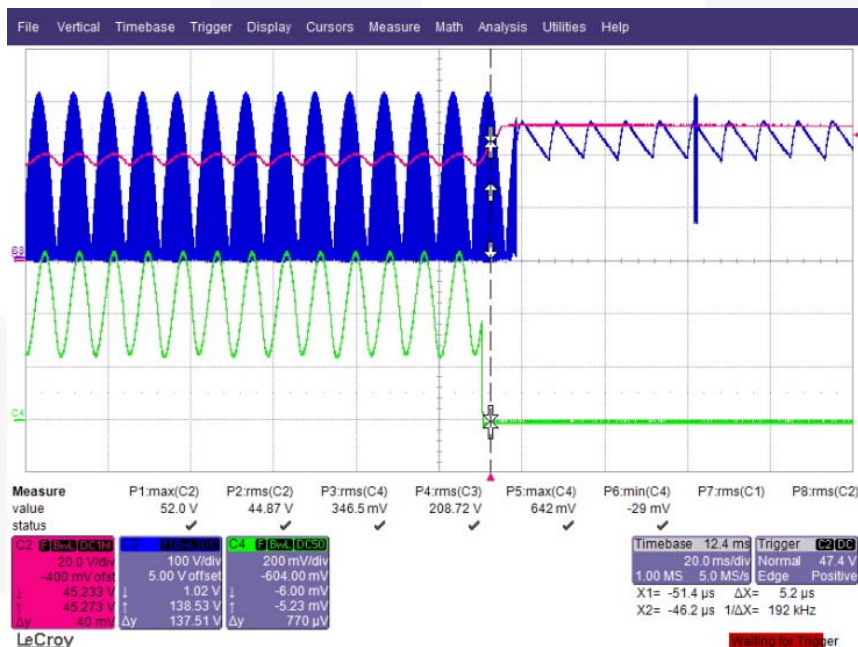 File Vertical Timebase Trigger Display Cursors Measure Math Analysis Utilities Help
C4
Measure P1:max(C2) P2:rms(C2) P3:rms(C4) P4:rms(C3) P5:max(C4) P6:min(C4) P7:rms(C1) P8:rms(C2)
value 52.0 V 44.87 V 346.5 mV 208.72 V 642 mV -29 mV
status
C2 F BwL DC1M
20.0 V/div
-400 mV ofst
↓ 45.233 V
↑ 45.273 V
Δy 40 mV
100 V/div
5.00 V offset
↓ 1.02 V
↑ 138.53 V
Δy 137.51 V
C4 F BwL DC50
200 mV/div
-604.00 mV
↓ -6.00 mV
↑ -5.23 mV
Δy 770 µV
Timebase 12.4 ms
20.0 ms/div
1.00 MS 5.0 MS/s
Trigger C2 DC
Normal 47.4 V
Edge Positive
X1= -51.4 µs ΔX= 5.2 µs
X2= -46.2 µs 1/ΔX= 192 kHz
LeCroy
Waiting for Trigger